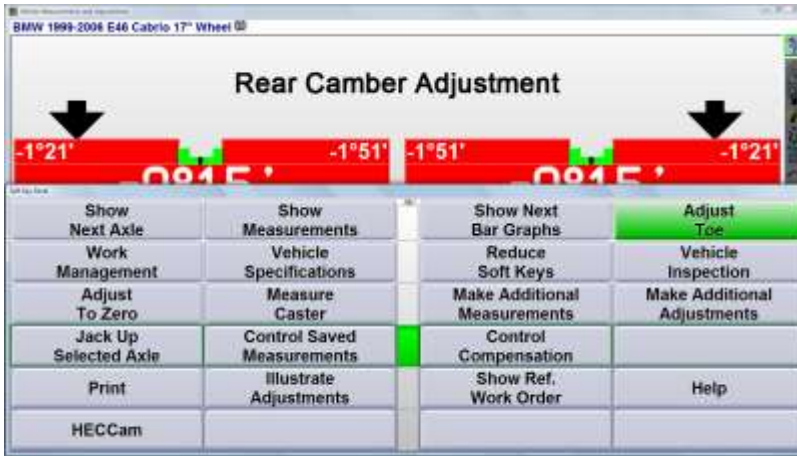 BMW 1999-2006 E46 Cabrio 17" Wheel
Rear Camber Adjustment
-1°21' -1°51' -1°51' -1°21'
Show Next Axle
Show Measurements
Show Next Bar Graphs
Adjust Toe
Work Management
Vehicle Specifications
Reduce Soft Keys
Vehicle Inspection
Adjust To Zero
Measure Caster
Make Additional Measurements
Make Additional Adjustments
Jack Up Selected Axle
Control Saved Measurements
Control Compensation
Print
Illustrate Adjustments
Show Ref. Work Order
Help
HECCam